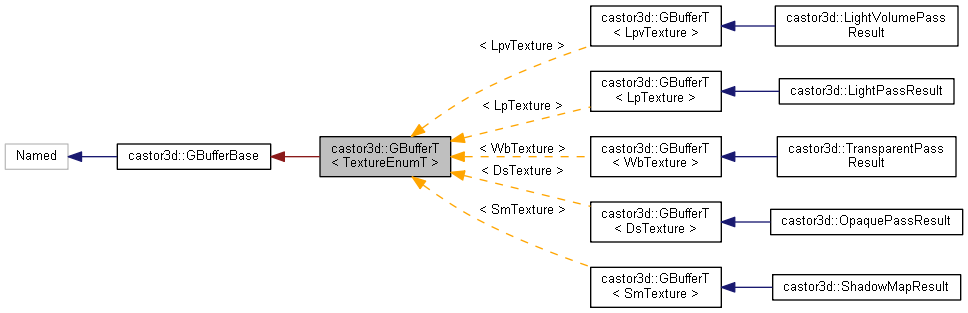 castor3d::GBufferT
< LpvTexture >
castor3d::LightVolumePass
Result
< LpvTexture >
castor3d::GBufferT
< LpTexture >
castor3d::LightPassResult
< LpTexture >
Named
castor3d::GBufferBase
castor3d::GBufferT
< TextureEnumT >
< WbTexture >
castor3d::GBufferT
< WbTexture >
castor3d::TransparentPass
Result
< DsTexture >
castor3d::GBufferT
< DsTexture >
castor3d::OpaquePassResult
< SmTexture >
castor3d::GBufferT
< SmTexture >
castor3d::ShadowMapResult